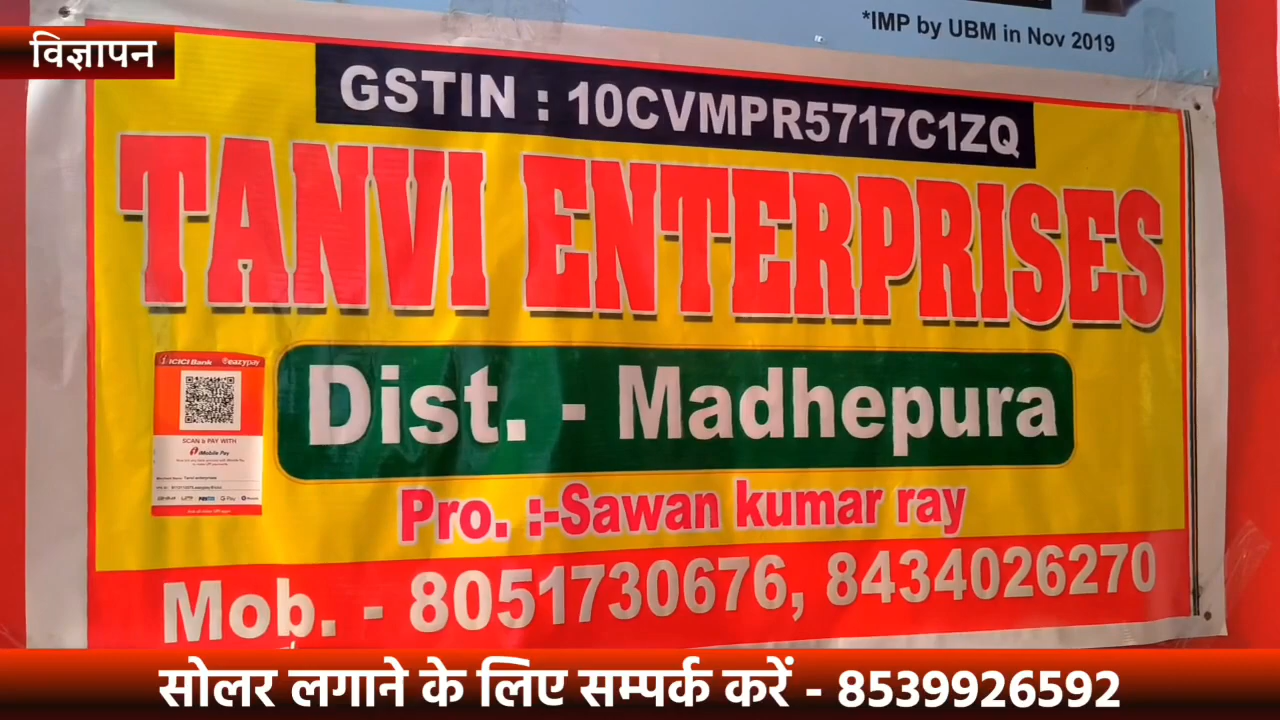 *IMP by UBM in Nov 2019
विज्ञापन
GSTIN : 10CVMPR5717C1ZQ
TANVI ENTERPRISES
ICICI Bank eazypay
SCAN & PAY WITH
iMobile Pay
Dist. - Madhepura
Pro. :-Sawan kumar ray
Mob. - 8051730676, 8434026270
सोलर लगाने के लिए सम्पर्क करें - 8539926592